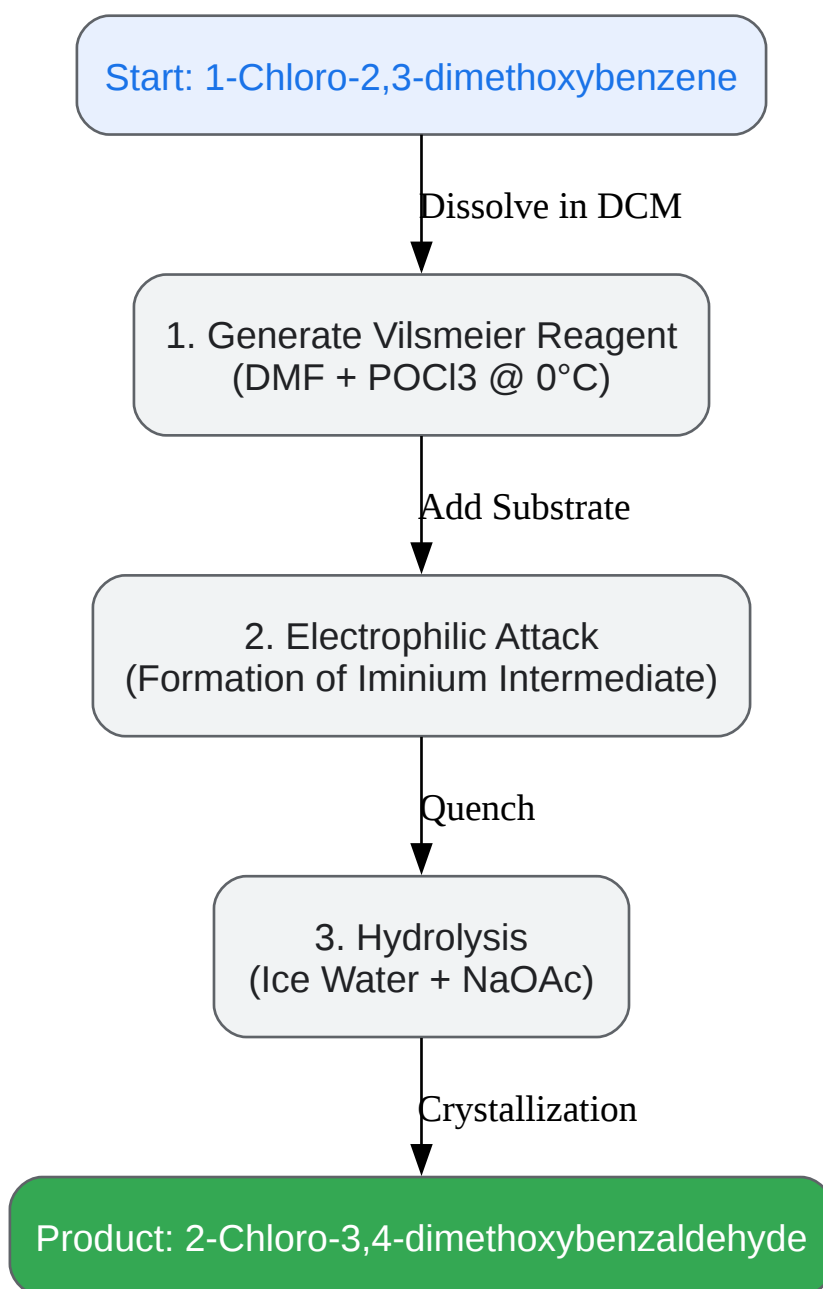 Start: 1-Chloro-2,3-dimethoxybenzene
Dissolve in DCM
1. Generate Vilsmeier Reagent
(DMF + POCl3 @ 0°C)
Add Substrate
2. Electrophilic Attack
(Formation of Iminium Intermediate)
Quench
3. Hydrolysis
(Ice Water + NaOAc)
Crystallization
Product: 2-Chloro-3,4-dimethoxybenzaldehyde